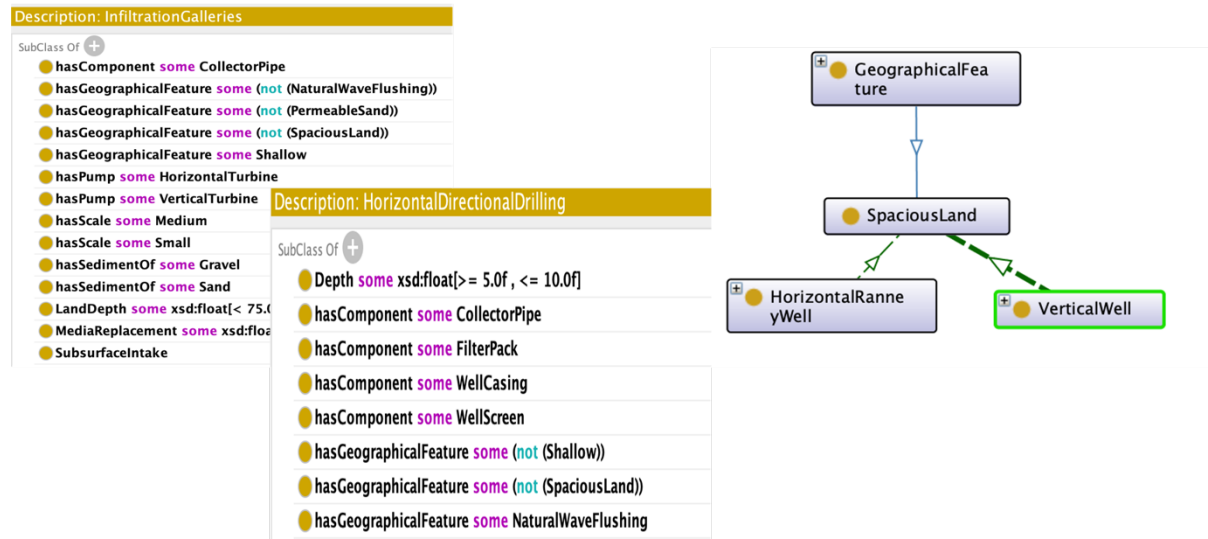 Description: InfiltrationGalleries
SubClass Of
hasComponent some CollectorPipe
hasGeographicalFeature some (not (NaturalWaveFlushing))
hasGeographicalFeature some (not (PermeableSand))
hasGeographicalFeature some (not (SpaciousLand))
hasGeographicalFeature some Shallow
hasPump some HorizontalTurbine
hasPump some VerticalTurbine
hasScale some Medium
hasScale some Small
hasSedimentOf some Gravel
hasSedimentOf some Sand
LandDepth some xsd:float[< 75.0
MediaReplacement some xsd:floa
SubsurfaceIntake
Description: HorizontalDirectionalDrilling
SubClass Of
Depth some xsd:float[>= 5.0f , <= 10.0f]
hasComponent some CollectorPipe
hasComponent some FilterPack
hasComponent some WellCasing
hasComponent some WellScreen
hasGeographicalFeature some (not (Shallow))
hasGeographicalFeature some (not (SpaciousLand))
hasGeographicalFeature some NaturalWaveFlushing
GeographicalFea
ture
SpaciousLand
HorizontalRanne
yWell
VerticalWell